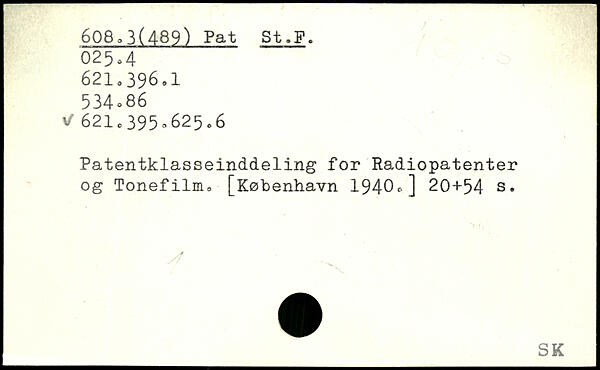 608.3(489) Pat St.F.
025.4
621.396.1
534.86
✓ 621.395.625.6
Patentklasseinddeling for Radiopatenter
og Tonefilm. [København 1940.] 20+54 s.
SK